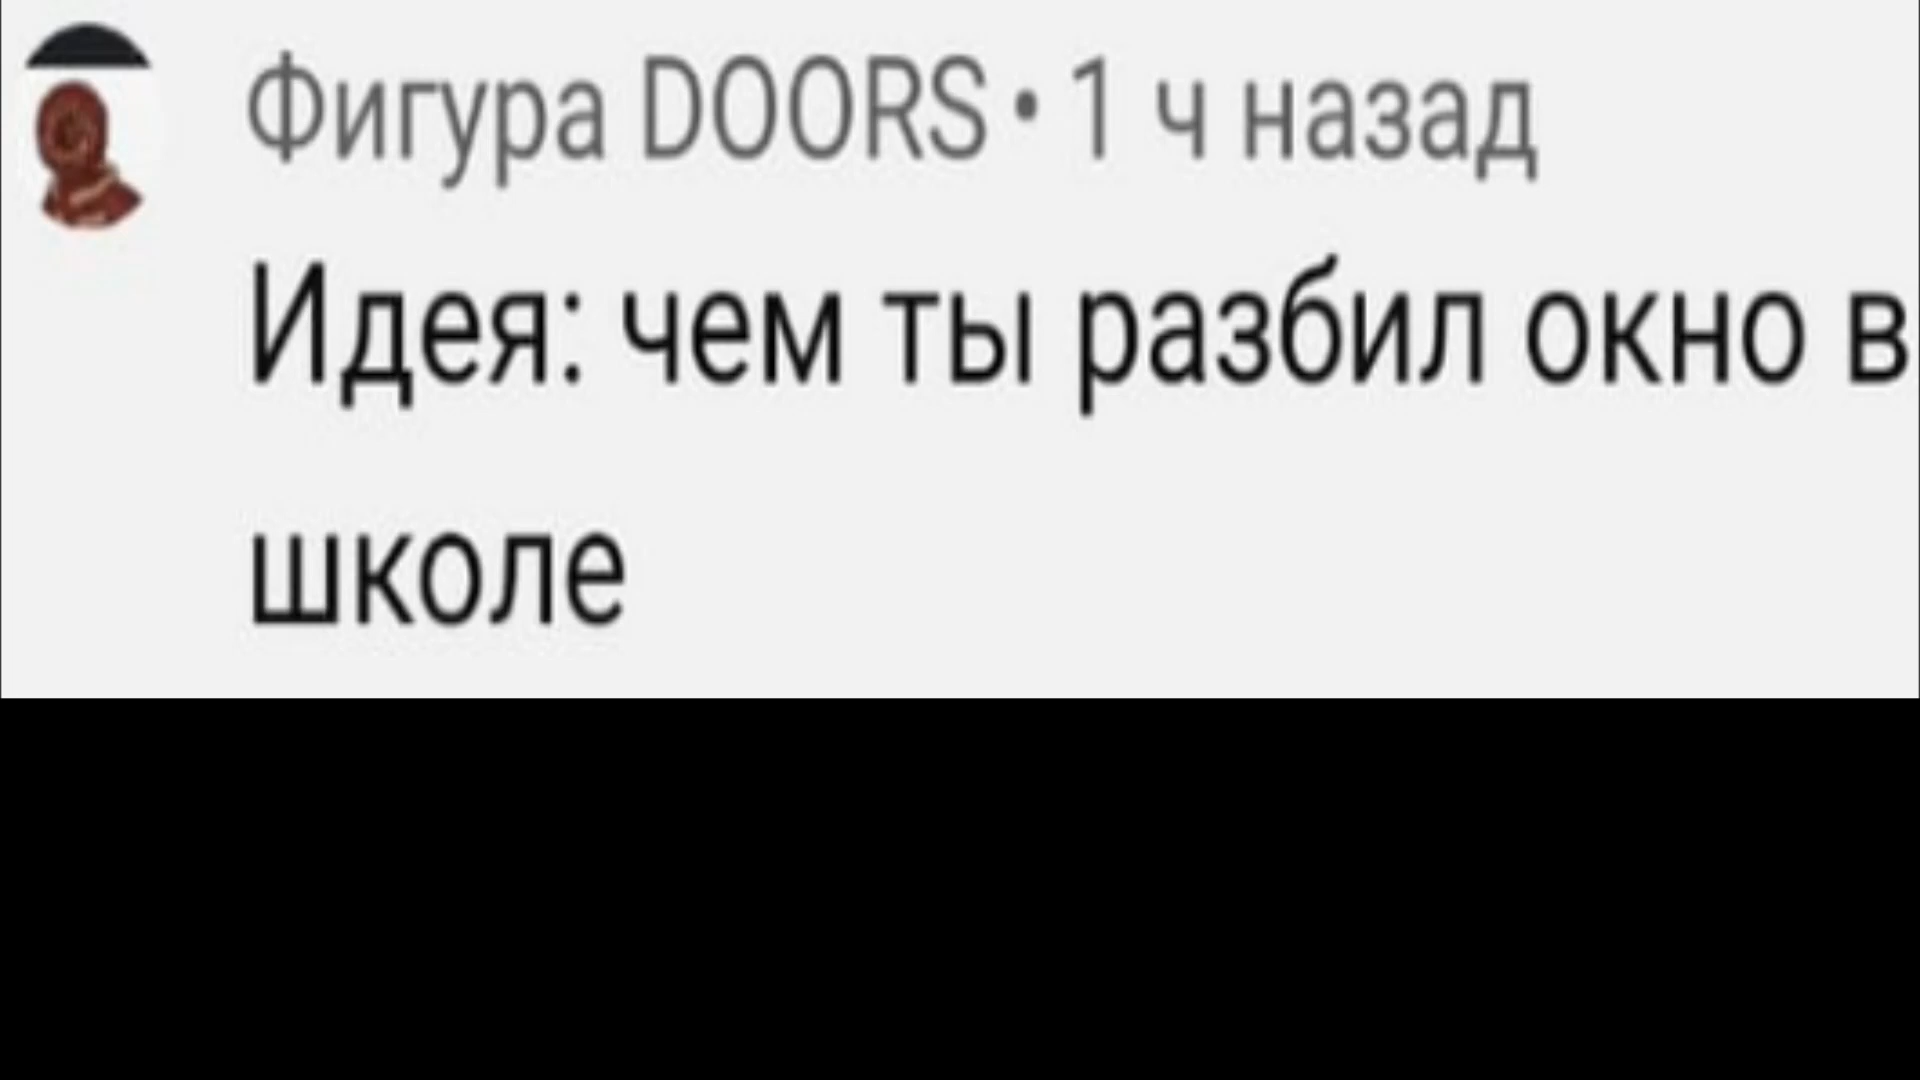 Фигура DOORS • 1 ч назад
Идея: чем ты разбил окно в
школе